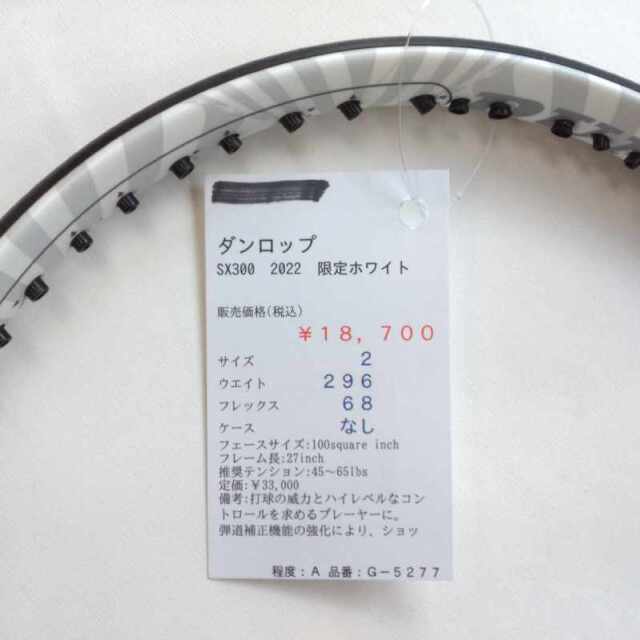 ダンロップ
SX300 2022 限定ホワイト
販売価格(税込)
￥18,700
サイズ 2
ウエイト 296
フレックス 68
ケース なし
フェースサイズ:100square inch
フレーム長:27inch
推奨テンション:45～65lbs
定価:￥33,000
備考:打球の威力とハイレベルなコン
トロールを求めるプレーヤーに。
弾道補正機能の強化により、ショッ
程度:A 品番:G-5277